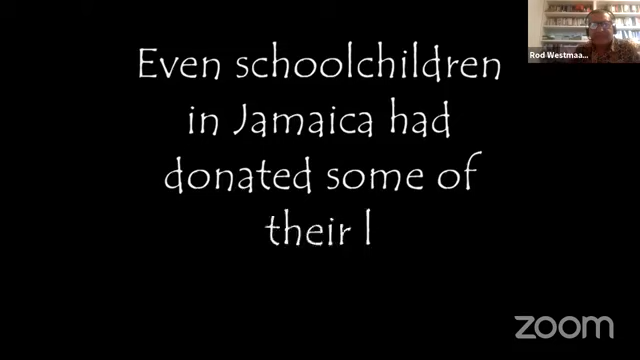 Even schoolchildren
in Jamaica had
donated some of
their l
Rod Westmaa...
zoom